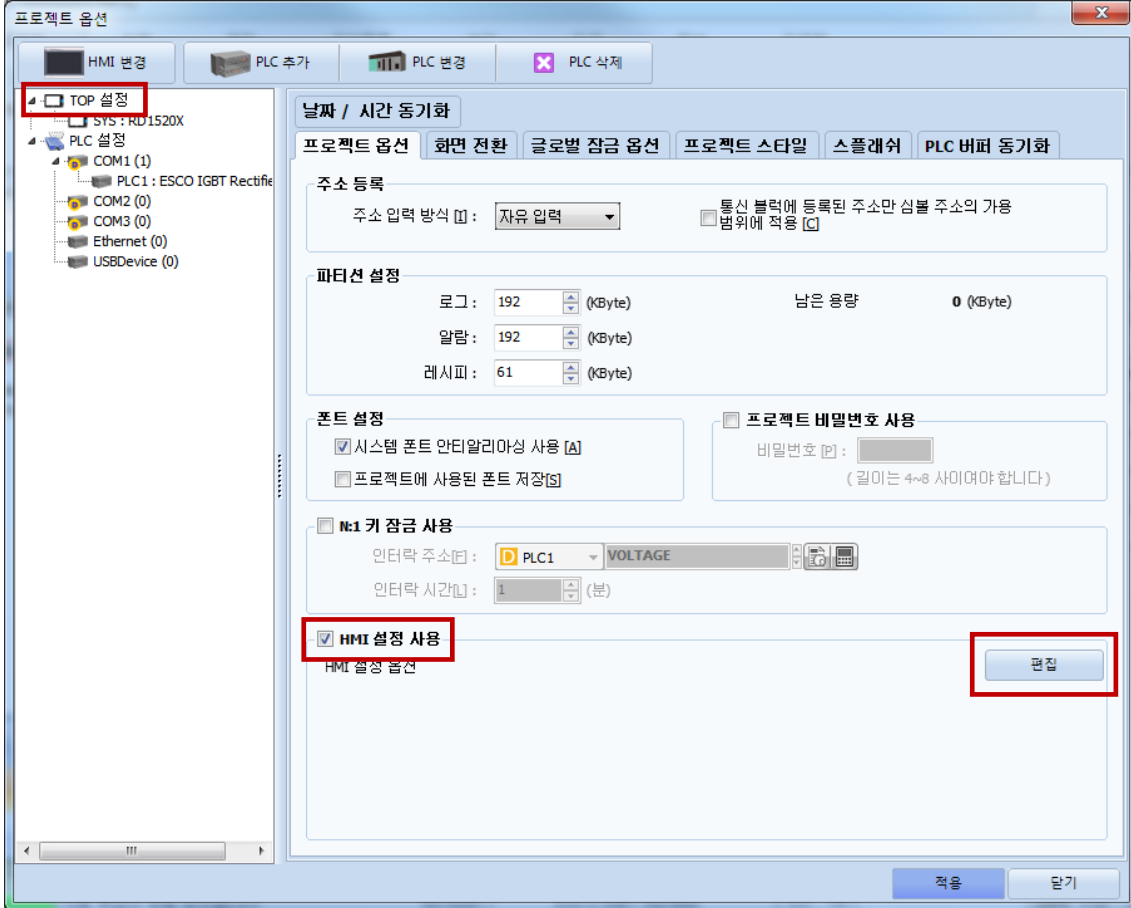 프로젝트 옵션
HMI 변경
PLC 추가
PLC 변경
PLC 삭제
TOP 설정
SYS : RD1520X
PLC 설정
COM1 (1)
PLC1 : ESCO IGBT Rectifie
COM2 (0)
COM3 (0)
Ethernet (0)
USBDevice (0)
날짜 / 시간 동기화
프로젝트 옵션 화면 전환 글로벌 잠금 옵션 프로젝트 스타일 스플래쉬 PLC 버퍼 동기화
주소 등록
주소 입력 방식 [I] : 자유 입력
통신 블럭에 등록된 주소만 심볼 주소의 가용
범위에 적용 [C]
파티션 설정
로그 : 192 (KByte) 남은 용량 0 (KByte)
알람 : 192 (KByte)
레시피 : 61 (KByte)
폰트 설정
시스템 폰트 안티알리아싱 사용 [A]
프로젝트에 사용된 폰트 저장[S]
프로젝트 비밀번호 사용
비밀번호 [P] :
( 길이는 4~8 사이여야 합니다 )
N:1 키 잠금 사용
인터락 주소[E] : D PLC1 VOLTAGE
인터락 시간[L] : 1 (분)
HMI 설정 사용
HMI 설정 옵션
편집
적용
닫기